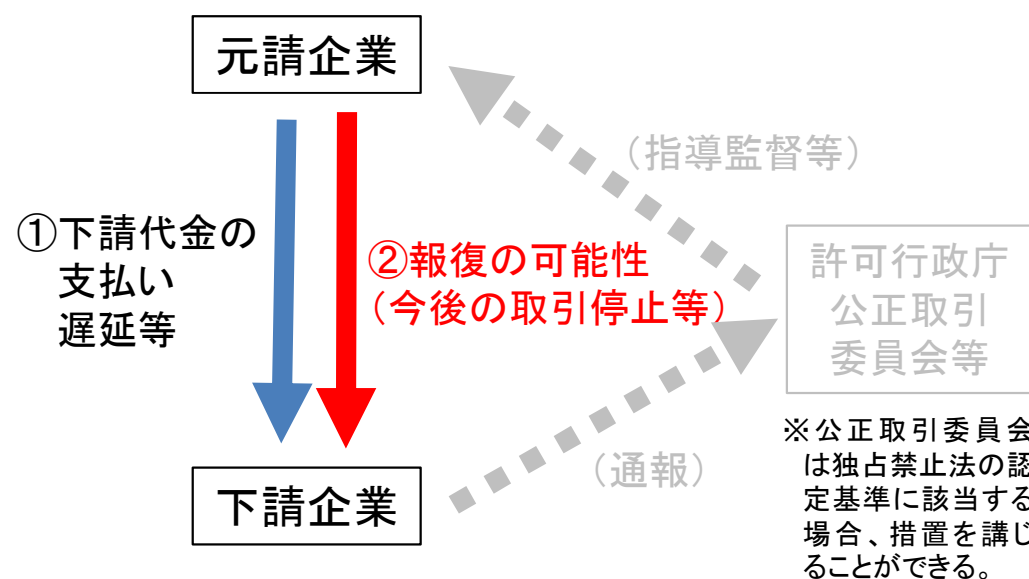 元請企業
（指導監督等）
①下請代金の
支払い
遅延等
②報復の可能性
（今後の取引停止等）
許可行政庁
公正取引
委員会等
（通報）
下請企業
※公正取引委員会
は独占禁止法の認
定基準に該当する
場合、措置を講じ
ることができる。